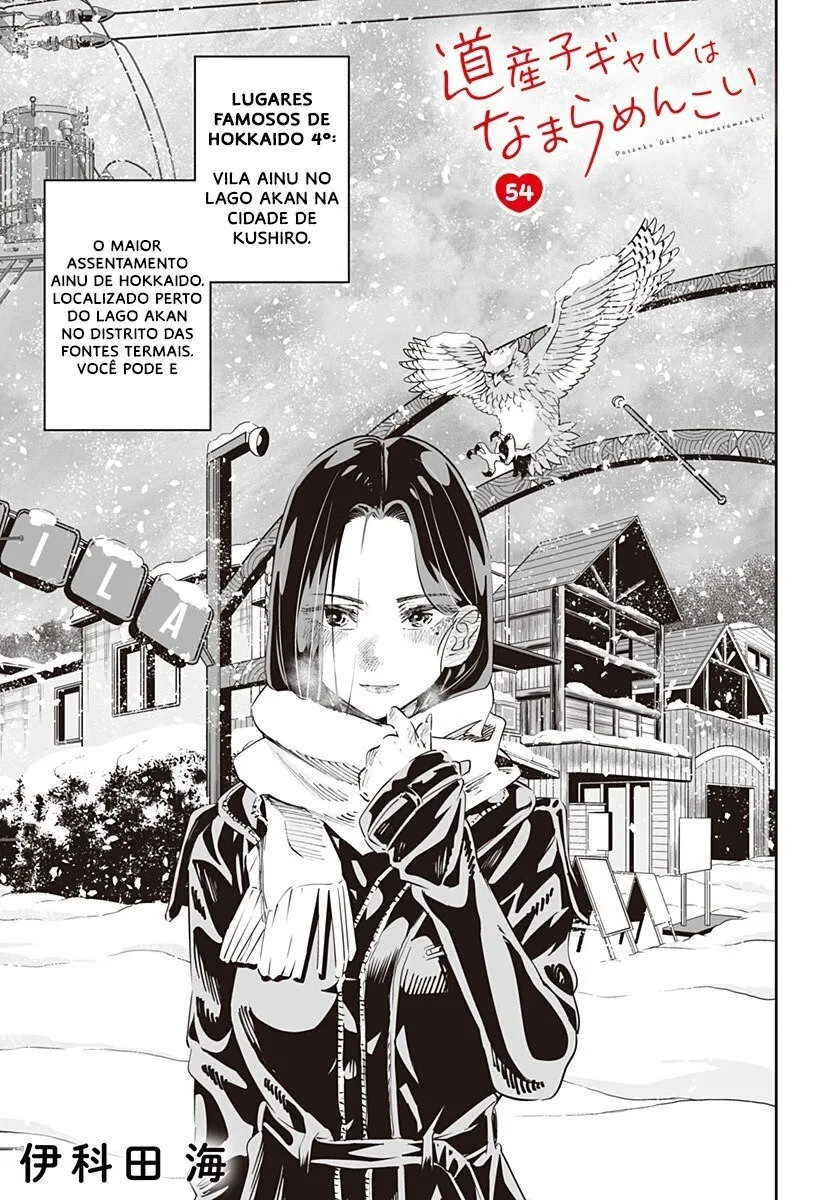 道産子ギャルは
なまらめんこい
Dosanko Gal wa Namaramenkoi
54
LUGARES
FAMOSOS DE
HOKKAIDO 4º:
VILA AINU NO
LAGO AKAN NA
CIDADE DE
KUSHIRO.
O MAIOR
ASSENTAMENTO
AINU DE HOKKAIDO.
LOCALIZADO PERTO
DO LAGO AKAN
NO DISTRITO DAS
FONTES TERMAIS.
VOCÊ PODE E
ILA
伊科田 海